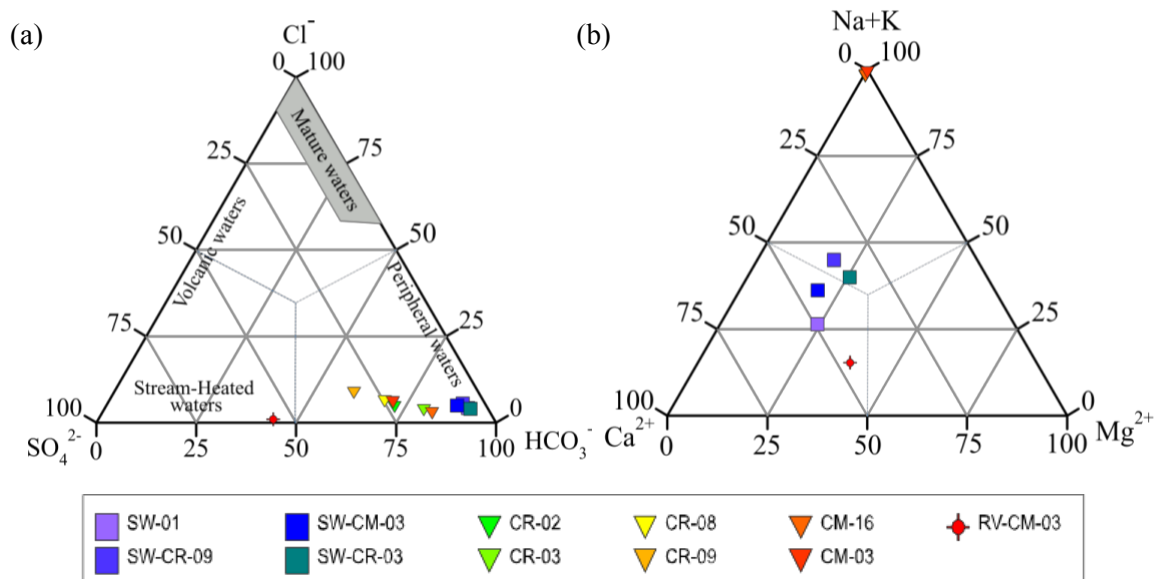 (a)
Cl⁻
0 100
25 75
50 50
75 25
100 0
SO₄²⁻ HCO₃⁻
0 25 50 75 100
Mature waters
Volcanic waters
Peripheral waters
Stream-Heated
waters
(b)
Na+K
0 100
25 75
50 50
75 25
100 0
Ca²⁺ Mg²⁺
0 25 50 75 100
SW-01 SW-CM-03 CR-02 CR-08 CM-16 RV-CM-03
SW-CR-09 SW-CR-03 CR-03 CR-09 CM-03